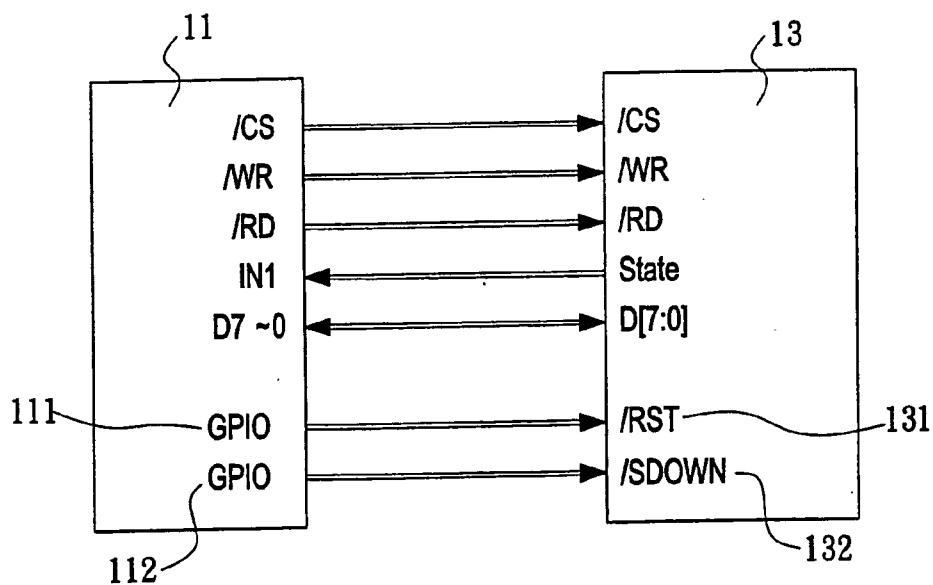 11 13
/CS /CS
/WR /WR
/RD /RD
IN1 State
D7 ~0 D[7:0]
111 GPIO /RST 131
GPIO /SDOWN
112 132